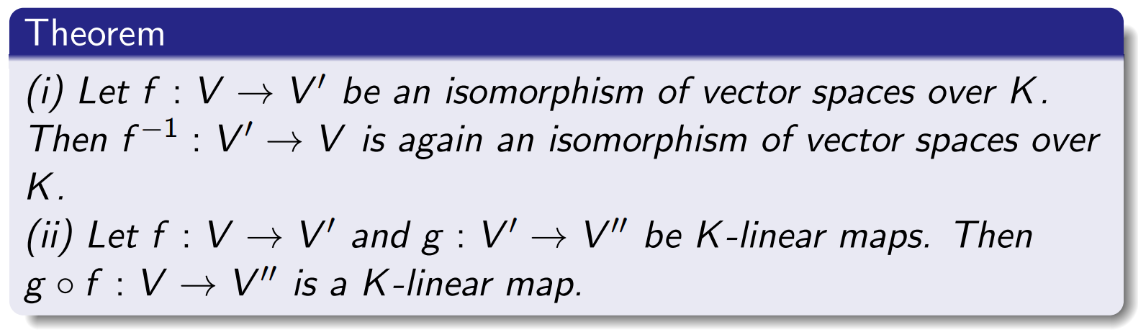 Theorem
(i) Let f : V → V′ be an isomorphism of vector spaces over K.
Then f⁻¹ : V′ → V is again an isomorphism of vector spaces over
K.
(ii) Let f : V → V′ and g : V′ → V″ be K-linear maps. Then
g ∘ f : V → V″ is a K-linear map.